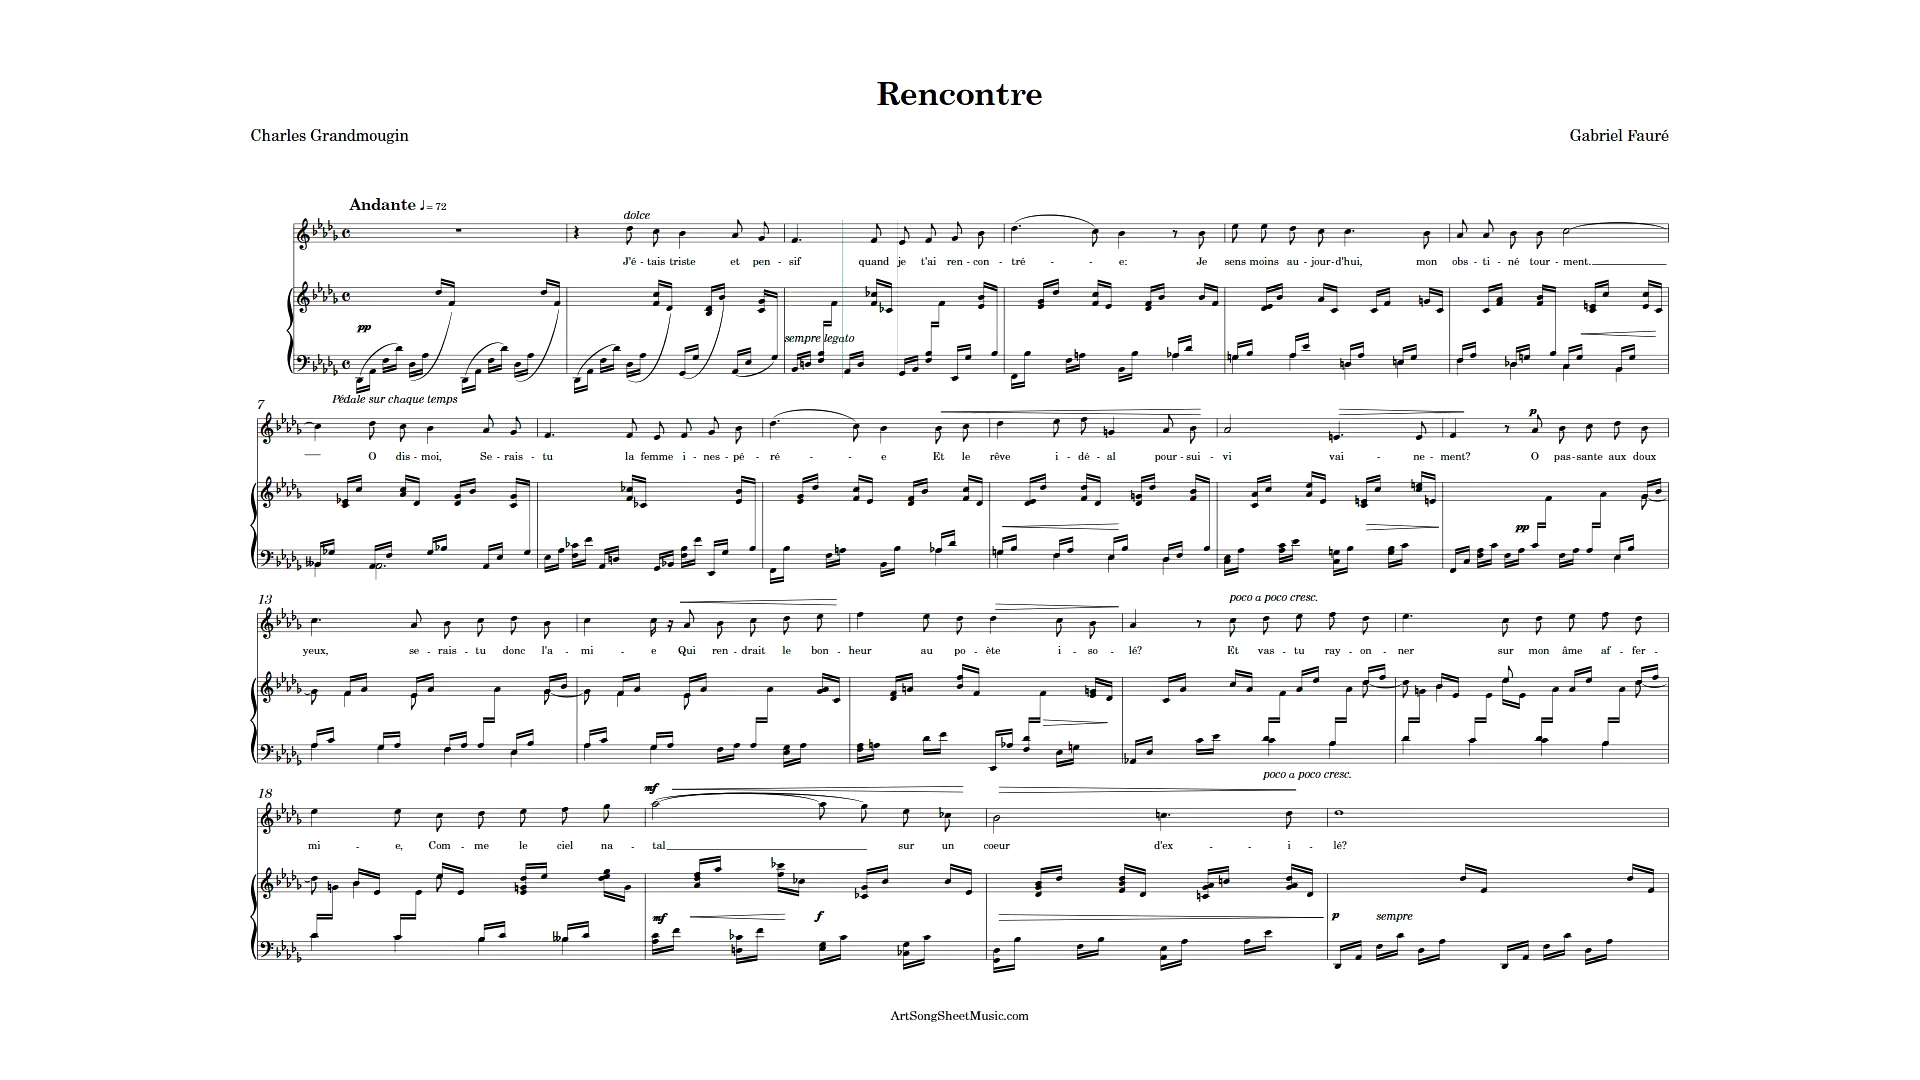 Rencontre
Charles Grandmougin
Gabriel Fauré
Andante ♩= 72
dolce
J'é - tais triste et pen - sif quand je t'ai ren - con - tré - - e: Je sens moins au - jour - d'hui, mon obs - ti - né tour - ment.
pp
sempre legato
Pédale sur chaque temps
7
p
O dis - moi, Se - rais - tu la femme i - nes - pé - ré - - e Et le rêve i - dé - al pour - sui - vi vai - ne - ment? O pas - sante aux doux
pp
13
poco a poco cresc.
yeux, se - rais - tu donc l'a - mi - e Qui ren - drait le bon - heur au po - ète i - so - lé? Et vas - tu ray - on - ner sur mon âme af - fer -
poco a poco cresc.
18
mf
mi - e, Com - me le ciel na - tal sur un coeur d'ex - - i - lé?
mf f p sempre
ArtSongSheetMusic.com